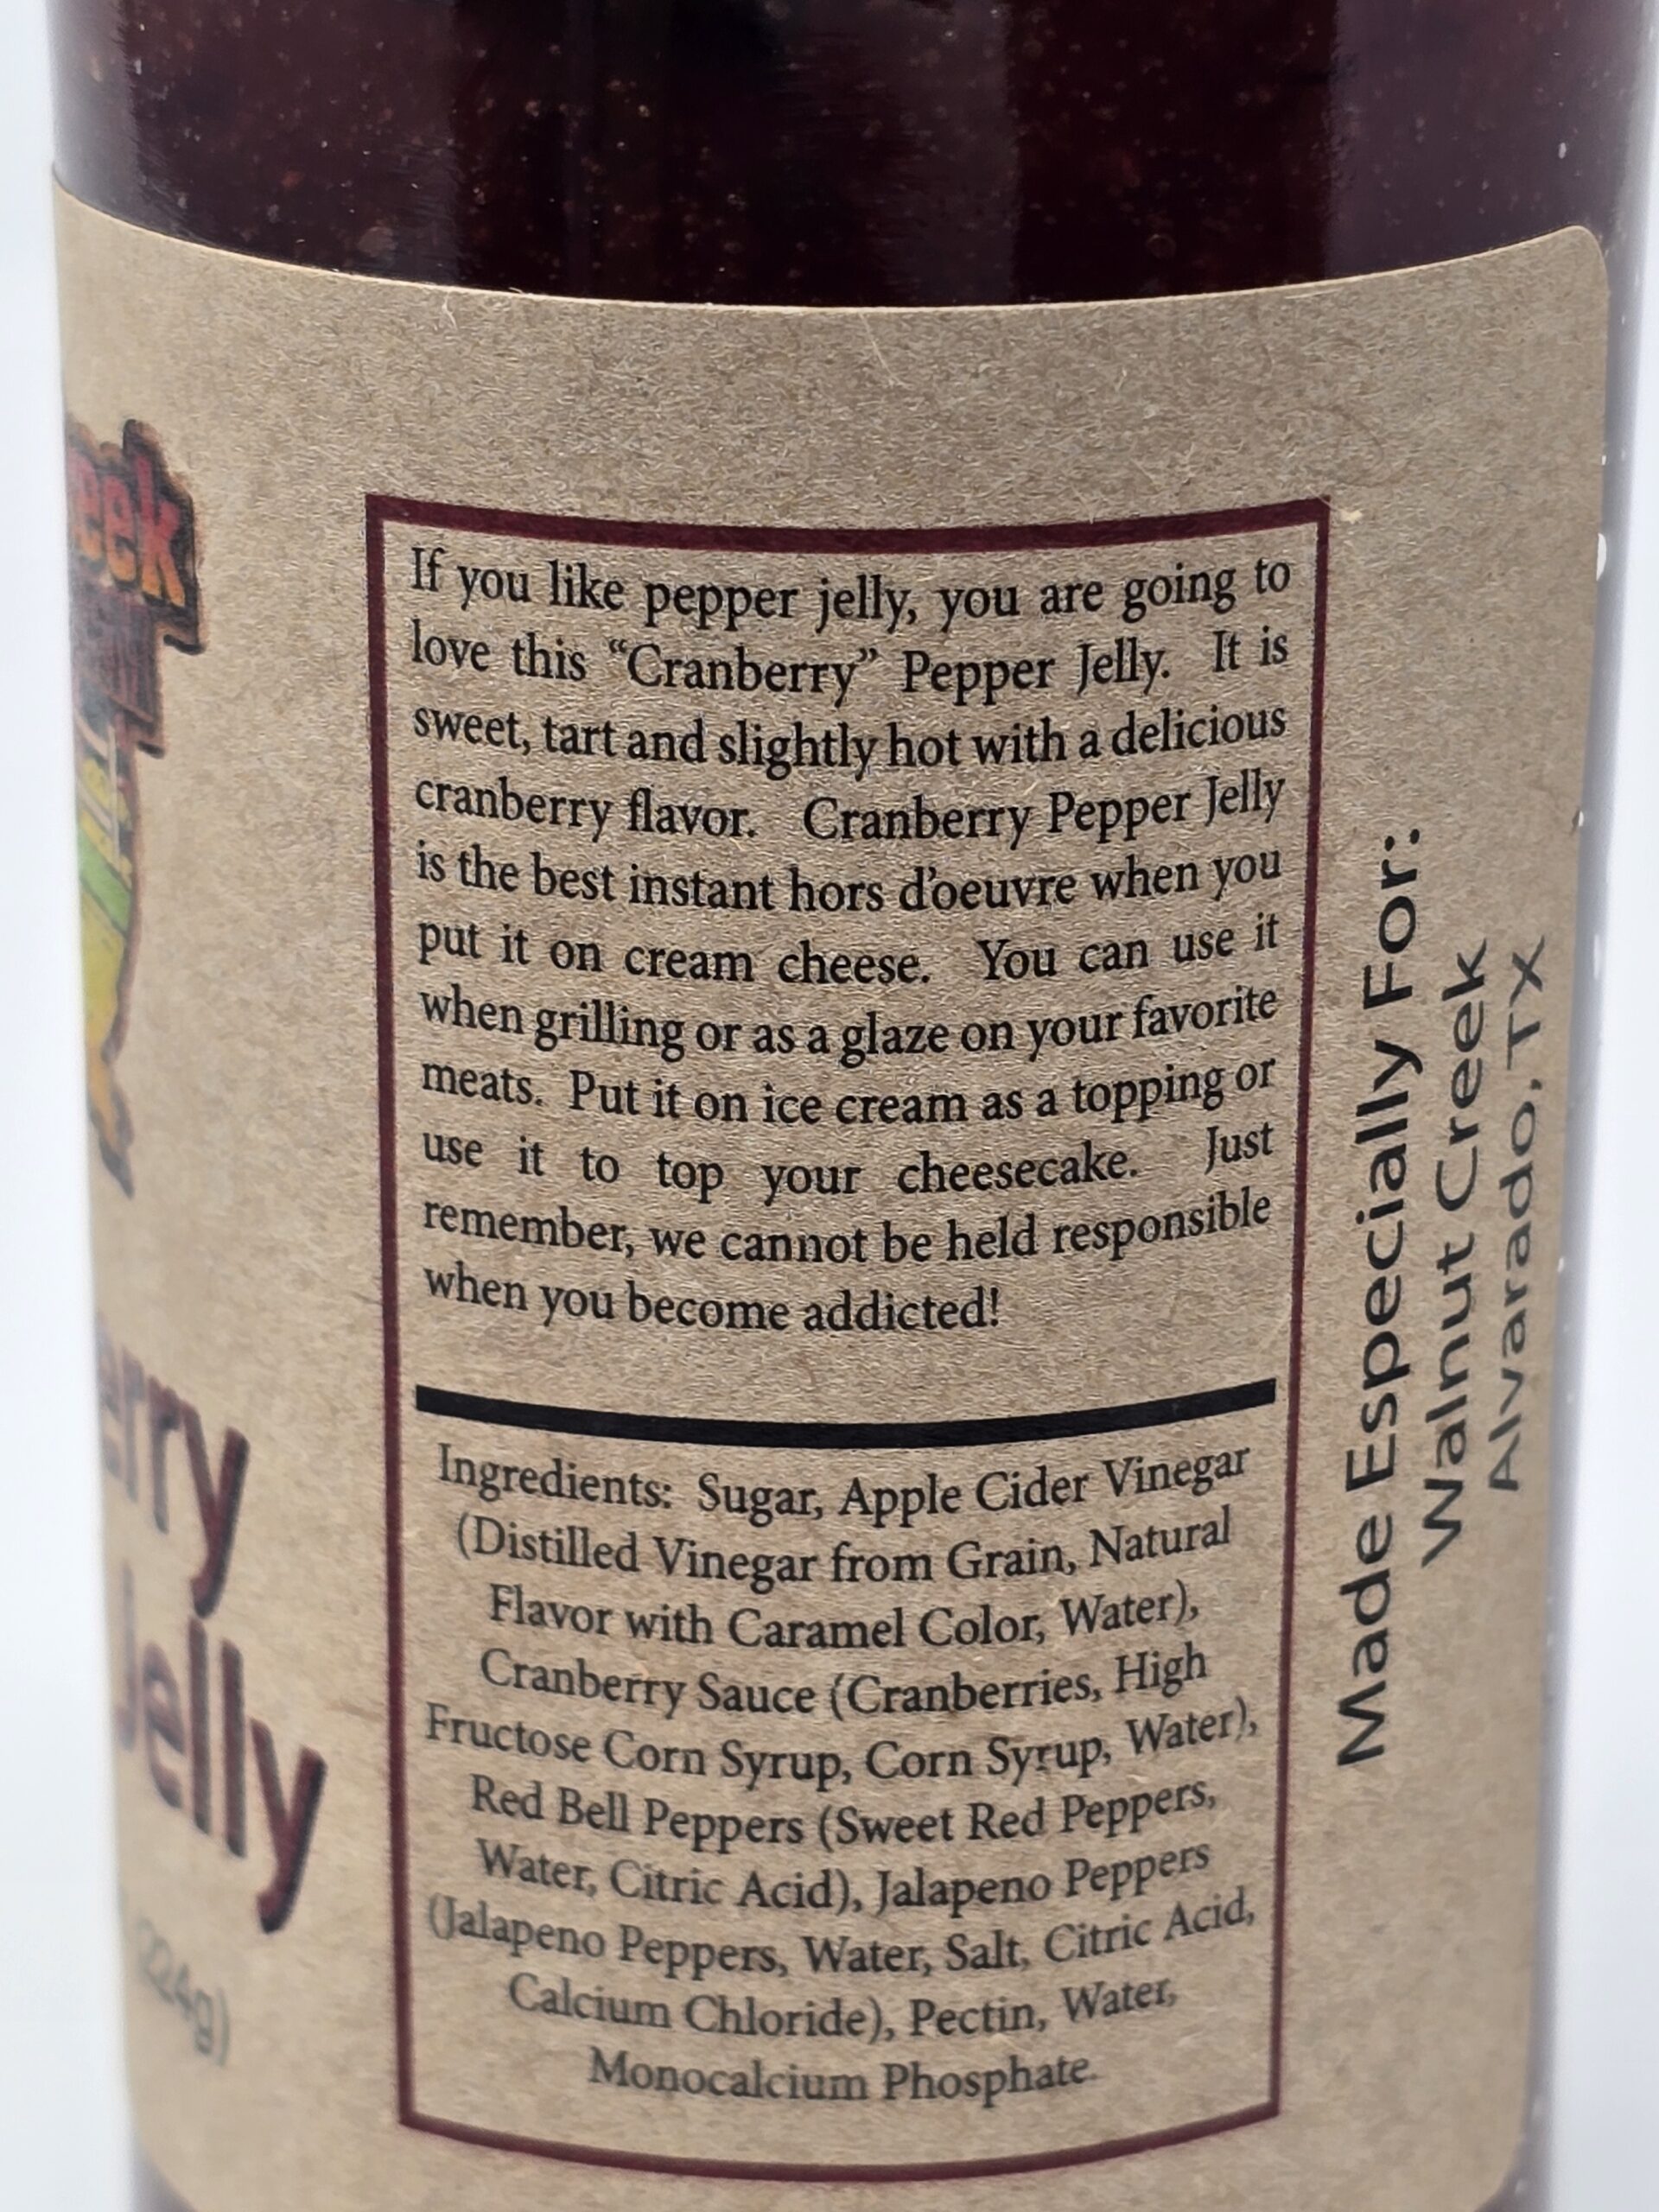 eek
If you like pepper jelly, you are going to
love this “Cranberry” Pepper Jelly. It is
sweet, tart and slightly hot with a delicious
cranberry flavor. Cranberry Pepper Jelly
is the best instant hors d’oeuvre when you
put it on cream cheese. You can use it
when grilling or as a glaze on your favorite
meats. Put it on ice cream as a topping or
use it to top your cheesecake. Just
remember, we cannot be held responsible
when you become addicted!
Ingredients: Sugar, Apple Cider Vinegar
(Distilled Vinegar from Grain, Natural
Flavor with Caramel Color, Water),
Cranberry Sauce (Cranberries, High
Fructose Corn Syrup, Corn Syrup, Water),
Red Bell Peppers (Sweet Red Peppers,
Water, Citric Acid), Jalapeno Peppers
(Jalapeno Peppers, Water, Salt, Citric Acid,
Calcium Chloride), Pectin, Water,
Monocalcium Phosphate.
erry
Jelly
(224g)
Made Especially For:
Walnut Creek
Alvarado, TX